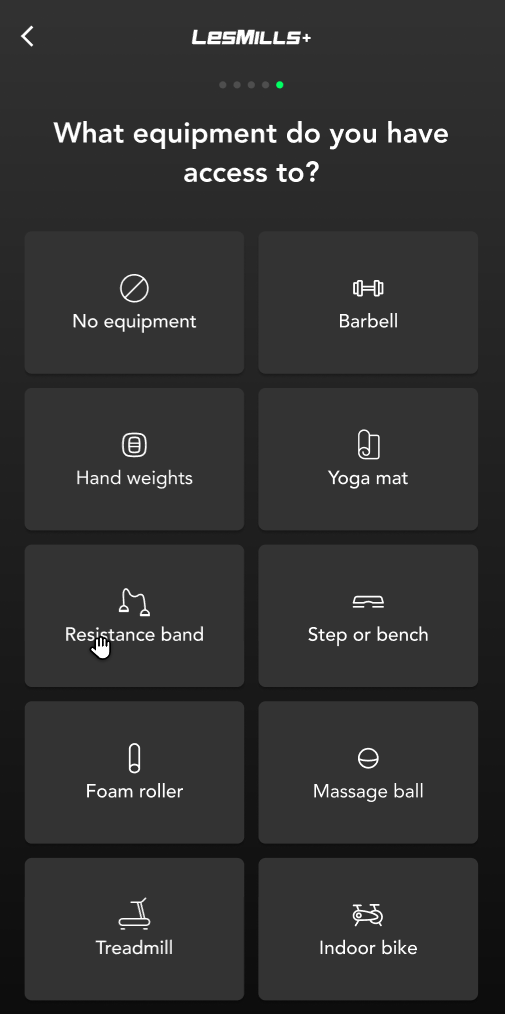 LESMILLS+
What equipment do you have
access to?
No equipment
Barbell
Hand weights
Yoga mat
Resistance band
Step or bench
Foam roller
Massage ball
Treadmill
Indoor bike